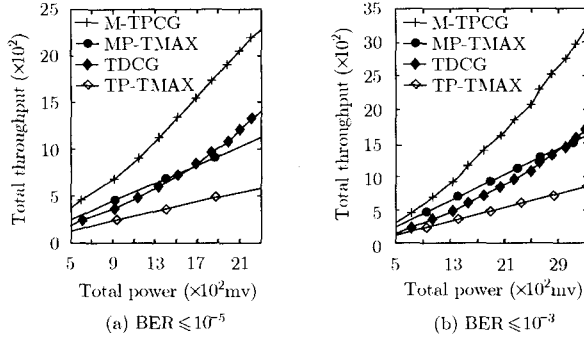 Total throughput (×10²)
25
20
15
10
5
0
M-TPCG
MP-TMAX
TDCG
TP-TMAX
5 9 13 17 21
Total power (×10²mv)
(a) BER⩽10⁻⁵
Total throughput (×10²)
35
30
25
20
15
10
5
0
M-TPCG
MP-TMAX
TDCG
TP-TMAX
5 13 21 29
Total power (×10²mv)
(b) BER⩽10⁻³